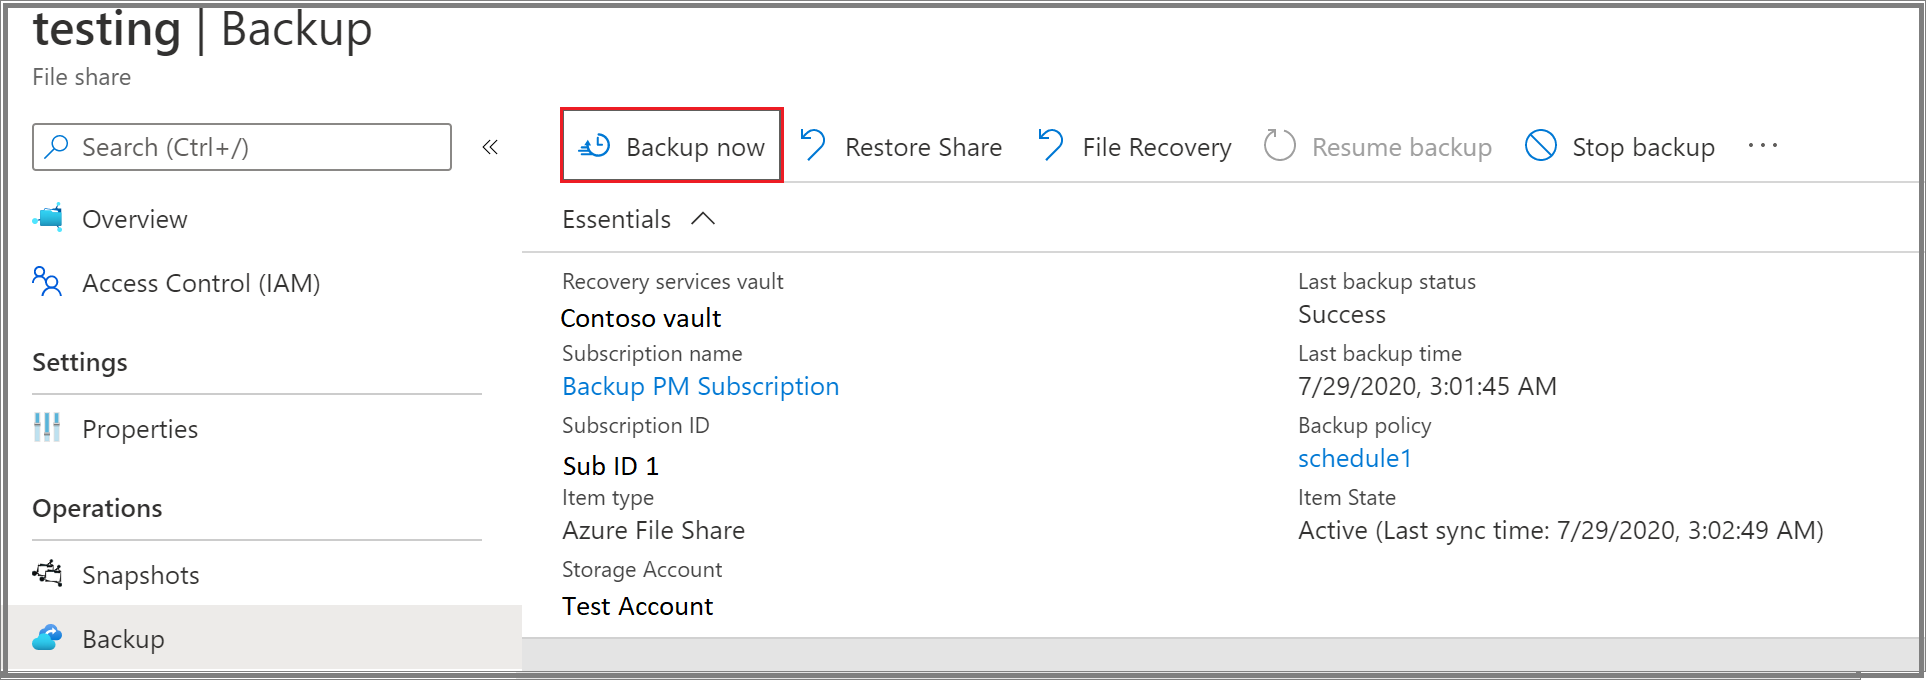 testing | Backup
File share
Search (Ctrl+/)
«
Overview
Access Control (IAM)
Settings
Properties
Operations
Snapshots
Backup
Backup now
Restore Share
File Recovery
Resume backup
Stop backup
···
Essentials
Recovery services vault
Contoso vault
Subscription name
Backup PM Subscription
Subscription ID
Sub ID 1
Item type
Azure File Share
Storage Account
Test Account
Last backup status
Success
Last backup time
7/29/2020, 3:01:45 AM
Backup policy
schedule1
Item State
Active (Last sync time: 7/29/2020, 3:02:49 AM)